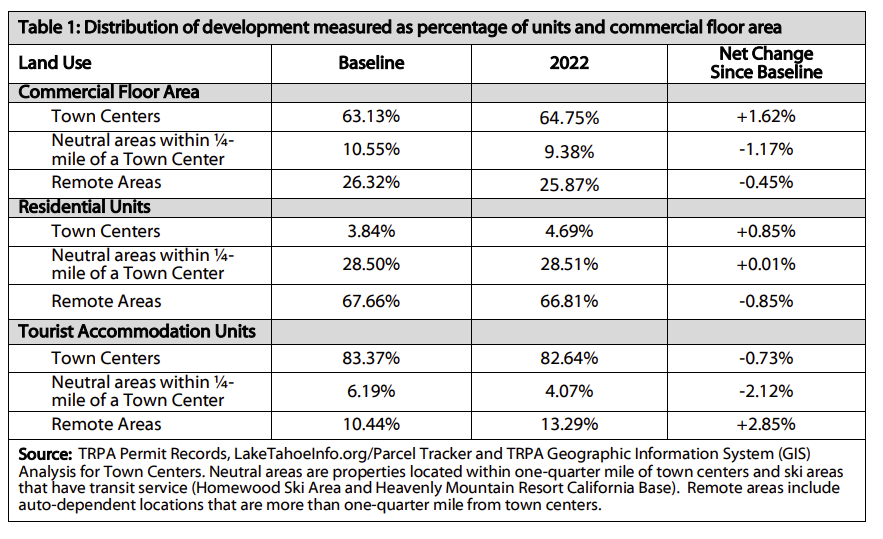 Table 1: Distribution of development measured as percentage of units and commercial floor area
Land Use Baseline 2022 Net Change
Since Baseline
Commercial Floor Area
Town Centers 63.13% 64.75% +1.62%
Neutral areas within ¼-
mile of a Town Center 10.55% 9.38% -1.17%
Remote Areas 26.32% 25.87% -0.45%
Residential Units
Town Centers 3.84% 4.69% +0.85%
Neutral areas within ¼-
mile of a Town Center 28.50% 28.51% +0.01%
Remote Areas 67.66% 66.81% -0.85%
Tourist Accommodation Units
Town Centers 83.37% 82.64% -0.73%
Neutral areas within ¼-
mile of a Town Center 6.19% 4.07% -2.12%
Remote Areas 10.44% 13.29% +2.85%
Source: TRPA Permit Records, LakeTahoeInfo.org/Parcel Tracker and TRPA Geographic Information System (GIS)
Analysis for Town Centers. Neutral areas are properties located within one-quarter mile of town centers and ski areas
that have transit service (Homewood Ski Area and Heavenly Mountain Resort California Base). Remote areas include
auto-dependent locations that are more than one-quarter mile from town centers.